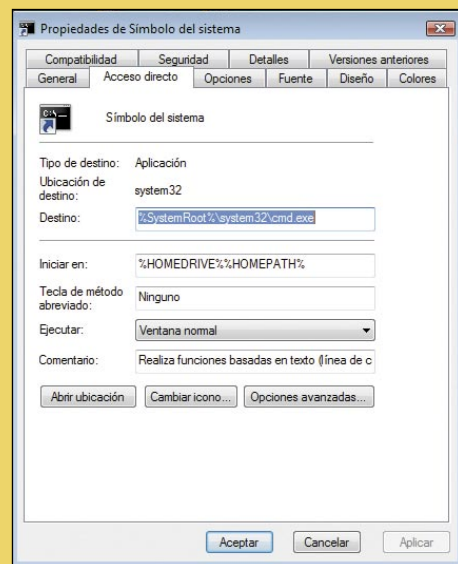 Propiedades de Símbolo del sistema
Compatibilidad Seguridad Detalles Versiones anteriores
General Acceso directo Opciones Fuente Diseño Colores
C:\
Símbolo del sistema
Tipo de destino: Aplicación
Ubicación de destino: system32
Destino: %SystemRoot%\system32\cmd.exe
Iniciar en: %HOMEDRIVE%%HOMEPATH%
Tecla de método abreviado: Ninguno
Ejecutar: Ventana normal
Comentario: Realiza funciones basadas en texto (línea de c
Abrir ubicación Cambiar icono... Opciones avanzadas...
Aceptar Cancelar Aplicar